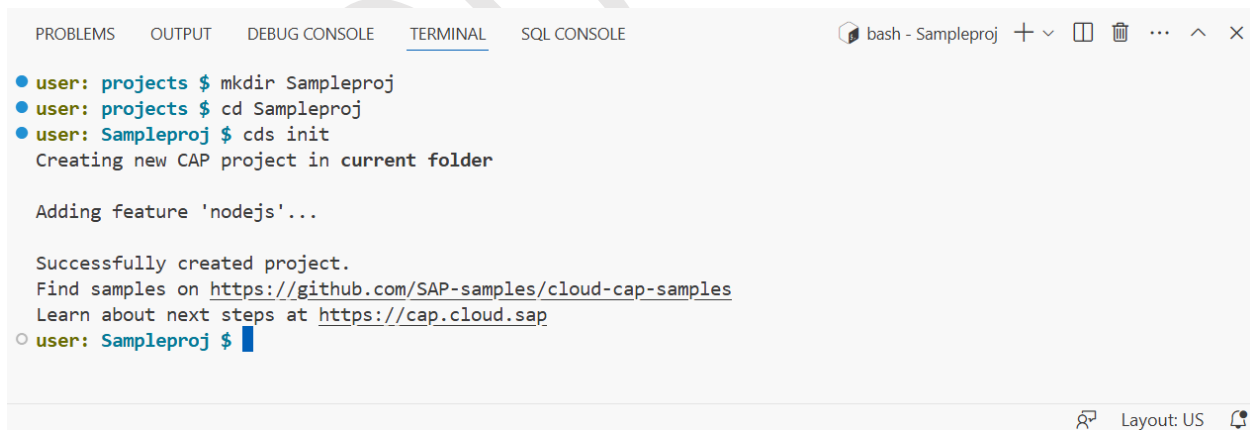 PROBLEMS OUTPUT DEBUG CONSOLE TERMINAL SQL CONSOLE bash - Sampleproj
user: projects $ mkdir Sampleproj
user: projects $ cd Sampleproj
user: Sampleproj $ cds init
Creating new CAP project in current folder
Adding feature 'nodejs'...
Successfully created project.
Find samples on https://github.com/SAP-samples/cloud-cap-samples
Learn about next steps at https://cap.cloud.sap
user: Sampleproj $
Layout: US